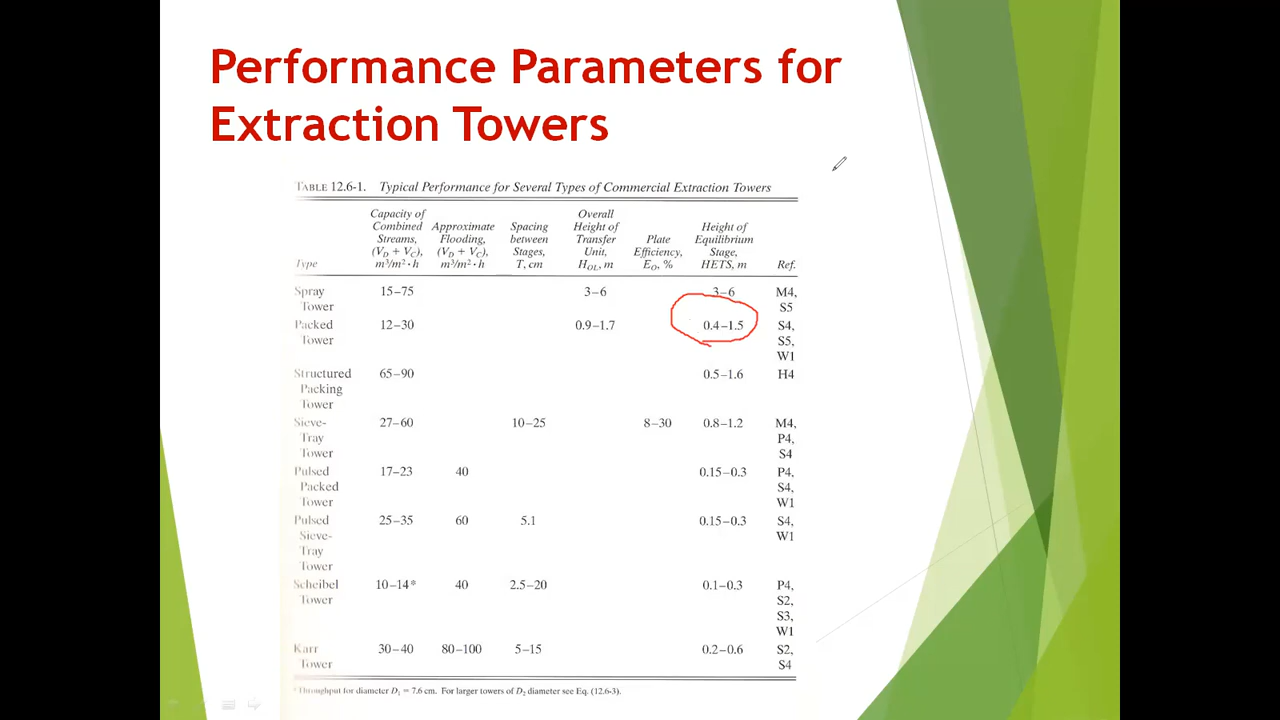 Performance Parameters for
Extraction Towers
TABLE 12.6-1. Typical Performance for Several Types of Commercial Extraction Towers
Type
Capacity of
Combined
Streams,
(V_D + V_C)
m³/m² · h
Approximate
Flooding,
(V_D + V_C),
m³/m² · h
Spacing
between
Stages,
T, cm
Overall
Height of
Transfer
Unit,
H_OL, m
Plate
Efficiency,
E_O, %
Height of
Equilibrium
Stage,
HETS, m
Ref.
Spray 15–75 3–6 3–6 M4,
Tower S5
Packed 12–30 0.9–1.7 0.4–1.5 S4,
Tower S5,
W1
Structured 65–90 0.5–1.6 H4
Packing
Tower
Sieve- 27–60 10–25 8–30 0.8–1.2 M4,
Tray P4,
Tower S4
Pulsed 17–23 40 0.15–0.3 P4,
Packed S4,
Tower W1
Pulsed 25–35 60 5.1 0.15–0.3 S4,
Sieve- W1
Tray
Tower
Scheibel 10–14* 40 2.5–20 0.1–0.3 P4,
Tower S2,
S3,
W1
Karr 30–40 80–100 5–15 0.2–0.6 S2,
Tower S4
* Throughput for diameter D₁ = 7.6 cm. For larger towers of D₂ diameter see Eq. (12.6-3).